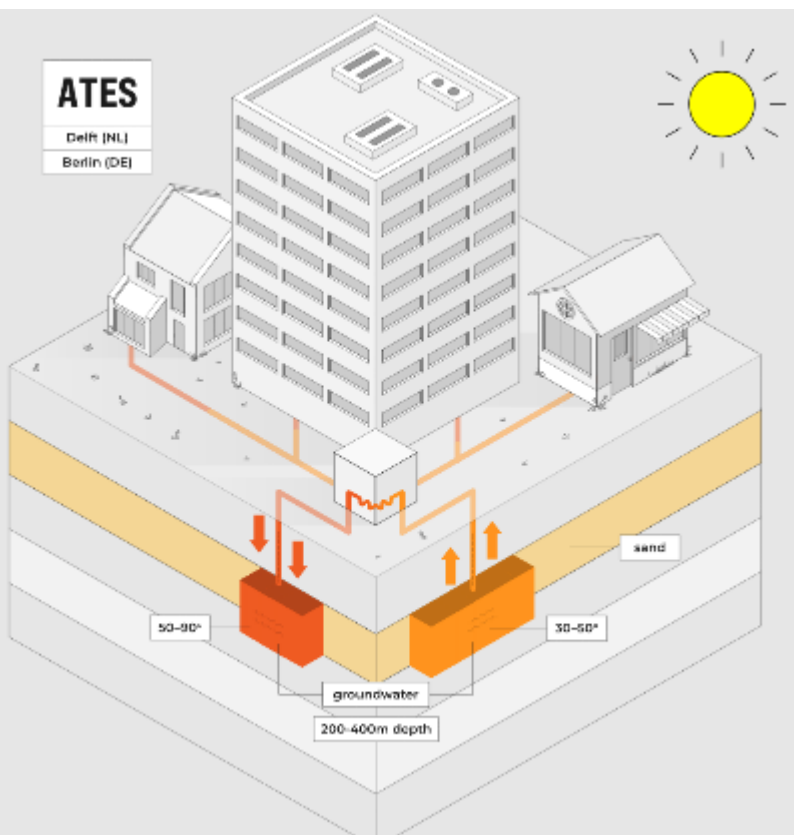 ATES
Delft (NL)
Berlin (DE)
sand
50-90°
30-50°
groundwater
200-400m depth